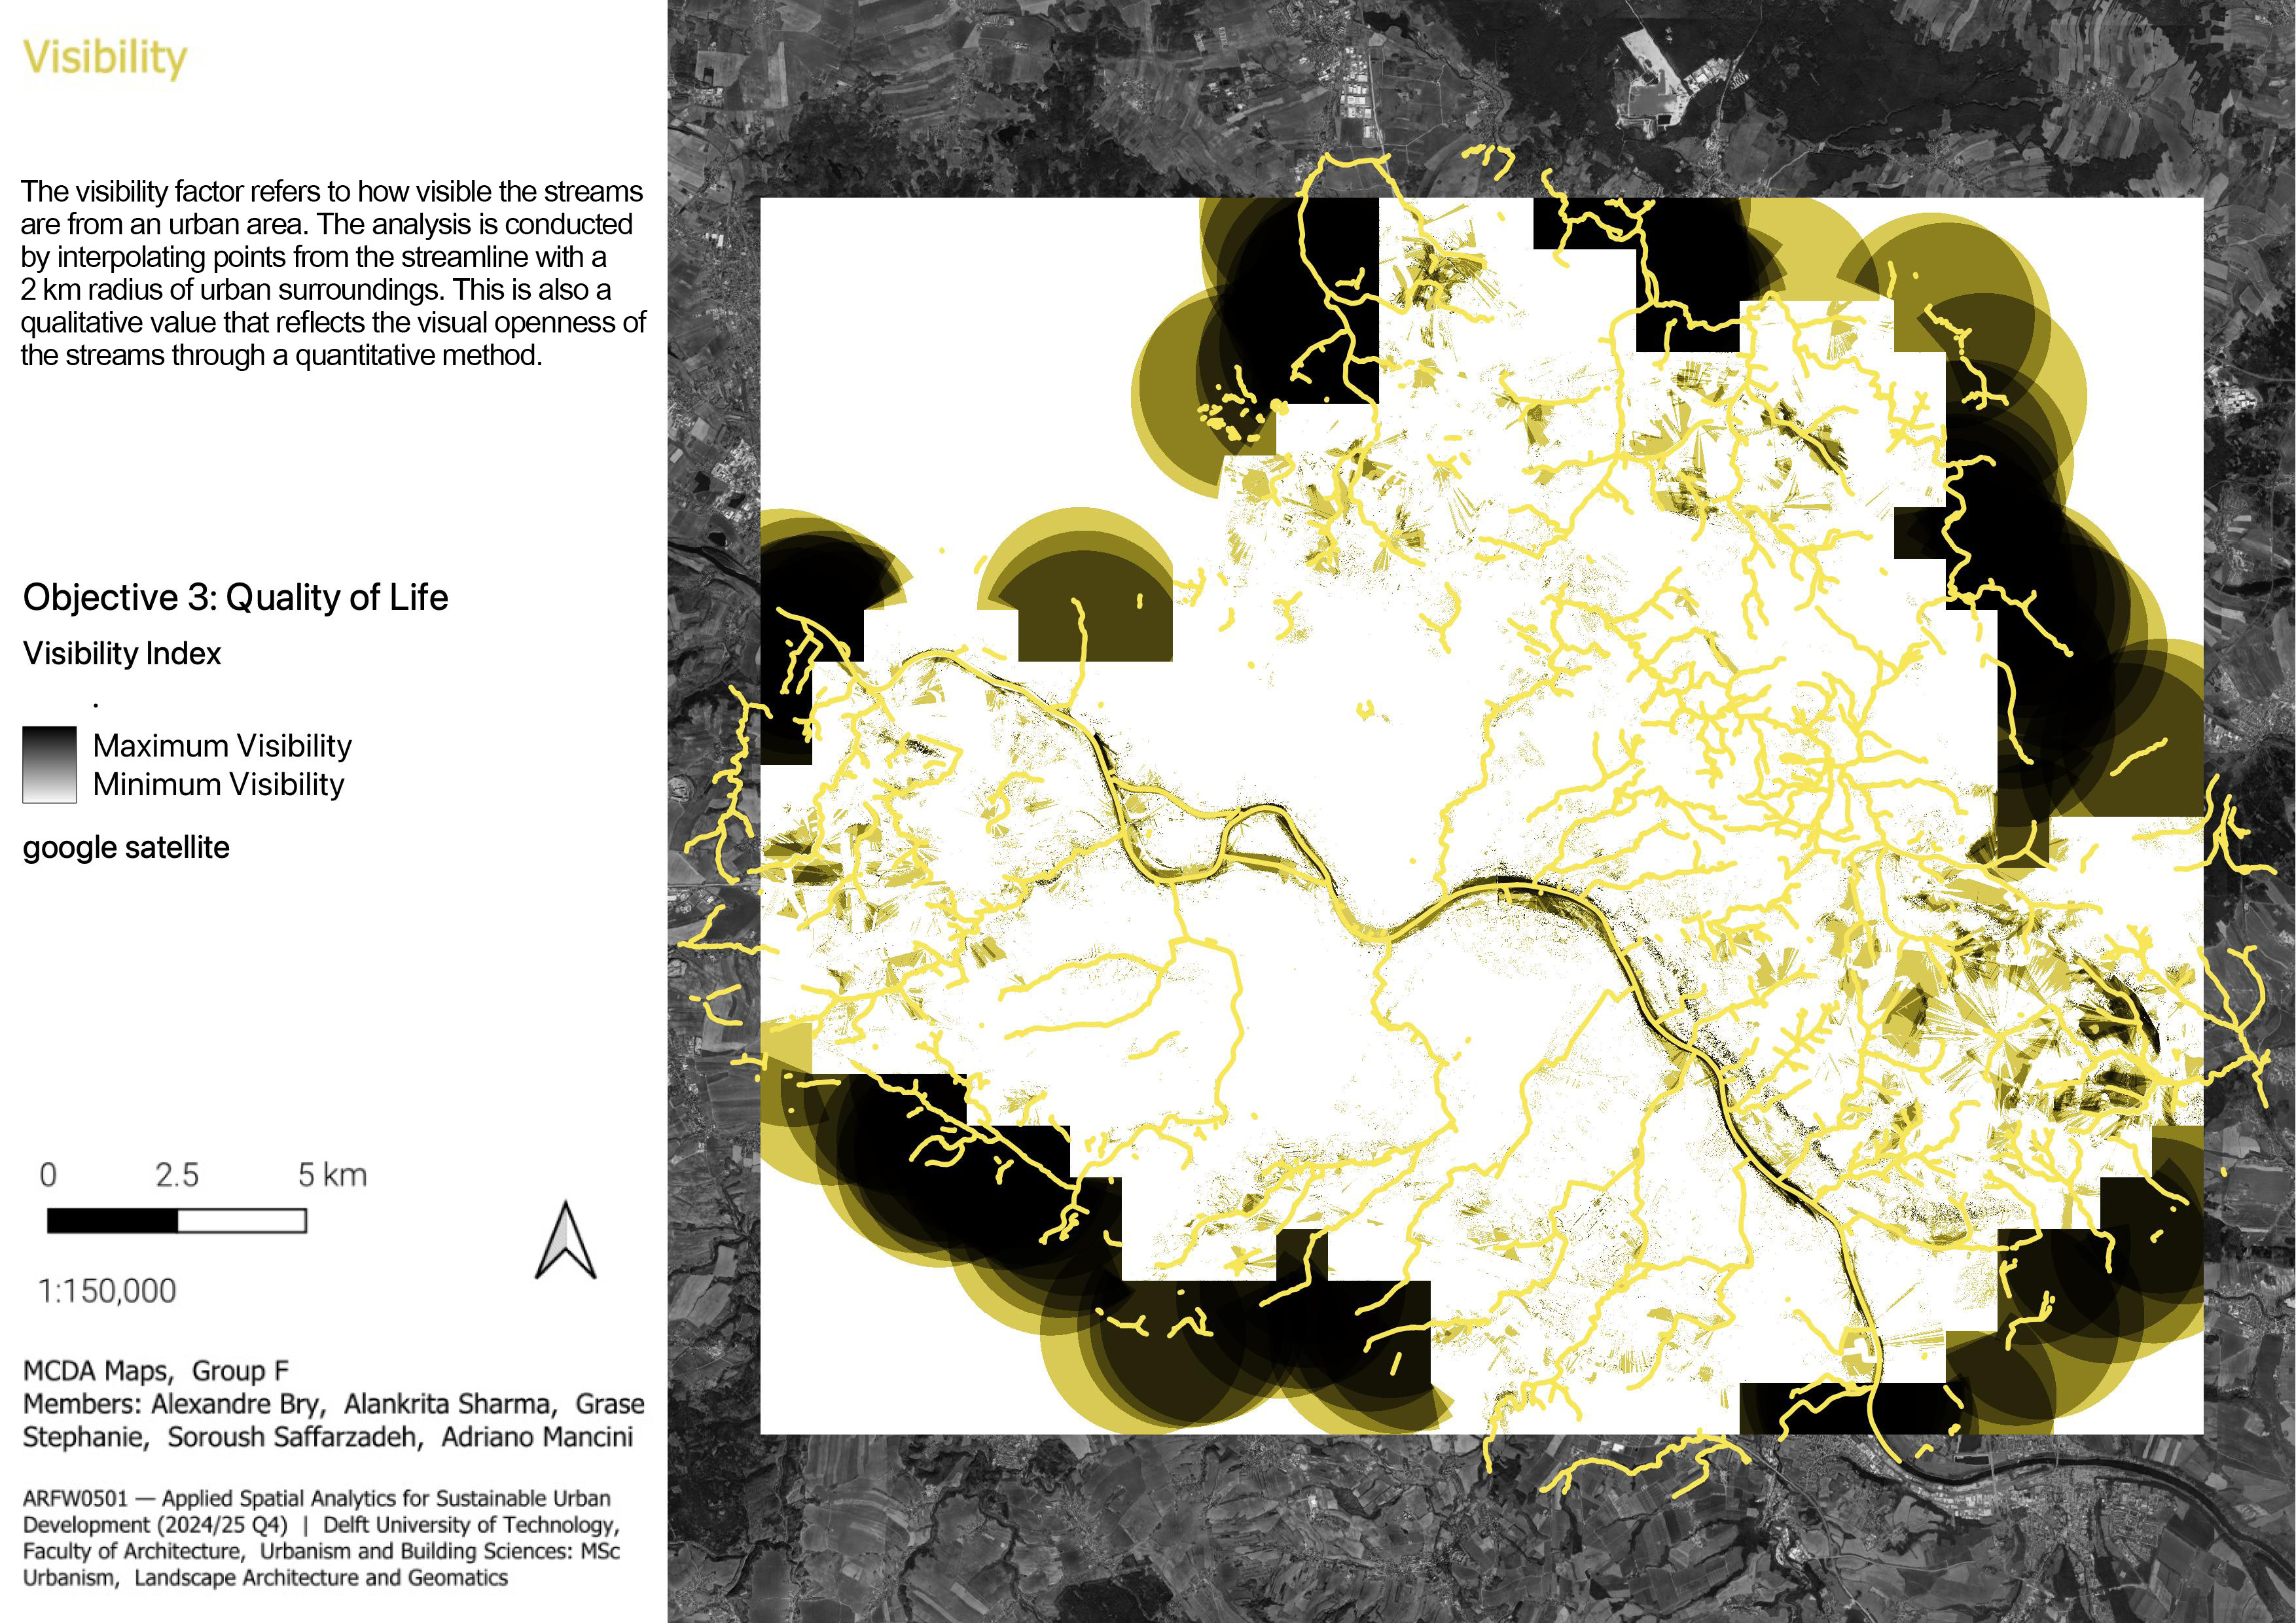 Visibility
The visibility factor refers to how visible the streams
are from an urban area. The analysis is conducted
by interpolating points from the streamline with a
2 km radius of urban surroundings. This is also a
qualitative value that reflects the visual openness of
the streams through a quantitative method.
Objective 3: Quality of Life
Visibility Index
.
Maximum Visibility
Minimum Visibility
google satellite
0 2.5 5 km
1:150,000
MCDA Maps, Group F
Members: Alexandre Bry, Alankrita Sharma, Grase
Stephanie, Soroush Saffarzadeh, Adriano Mancini
ARFW0501 — Applied Spatial Analytics for Sustainable Urban
Development (2024/25 Q4) | Delft University of Technology,
Faculty of Architecture, Urbanism and Building Sciences: MSc
Urbanism, Landscape Architecture and Geomatics